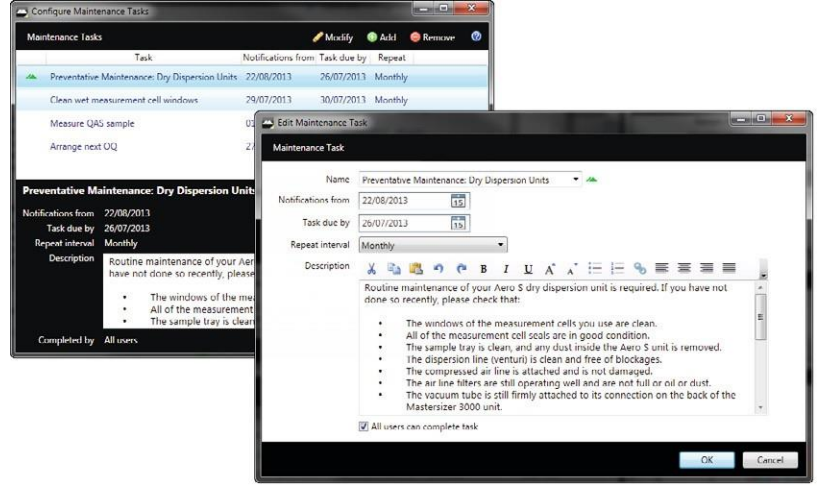 Configure Maintenance Tasks
Maintenance Tasks Modify Add Remove
Task Notifications from Task due by Repeat
Preventative Maintenance: Dry Dispersion Units 22/08/2013 26/07/2013 Monthly
Clean wet measurement cell windows 29/07/2013 30/07/2013 Monthly
Measure QAS sample 01
Arrange next OQ 27
Preventative Maintenance: Dry Dispersion Units
Notifications from 22/08/2013
Task due by 26/07/2013
Repeat interval Monthly
Description Routine maintenance of your Aer
have not done so recently, please
• The windows of the mea
• All of the measurement
• The sample tray is clean
Completed by All users
Edit Maintenance Task
Maintenance Task
Name Preventative Maintenance: Dry Dispersion Units
Notifications from 22/08/2013 15
Task due by 26/07/2013 15
Repeat interval Monthly
Description B I U A A
Routine maintenance of your Aero S dry dispersion unit is required. If you have not
done so recently, please check that:
• The windows of the measurement cells you use are clean.
• All of the measurement cell seals are in good condition.
• The sample tray is clean, and any dust inside the Aero S unit is removed.
• The dispersion line (venturi) is clean and free of blockages.
• The compressed air line is attached and is not damaged.
• The air line filters are still operating well and are not full or oil or dust.
• The vacuum tube is still firmly attached to its connection on the back of the
Mastersizer 3000 unit.
All users can complete task
OK Cancel